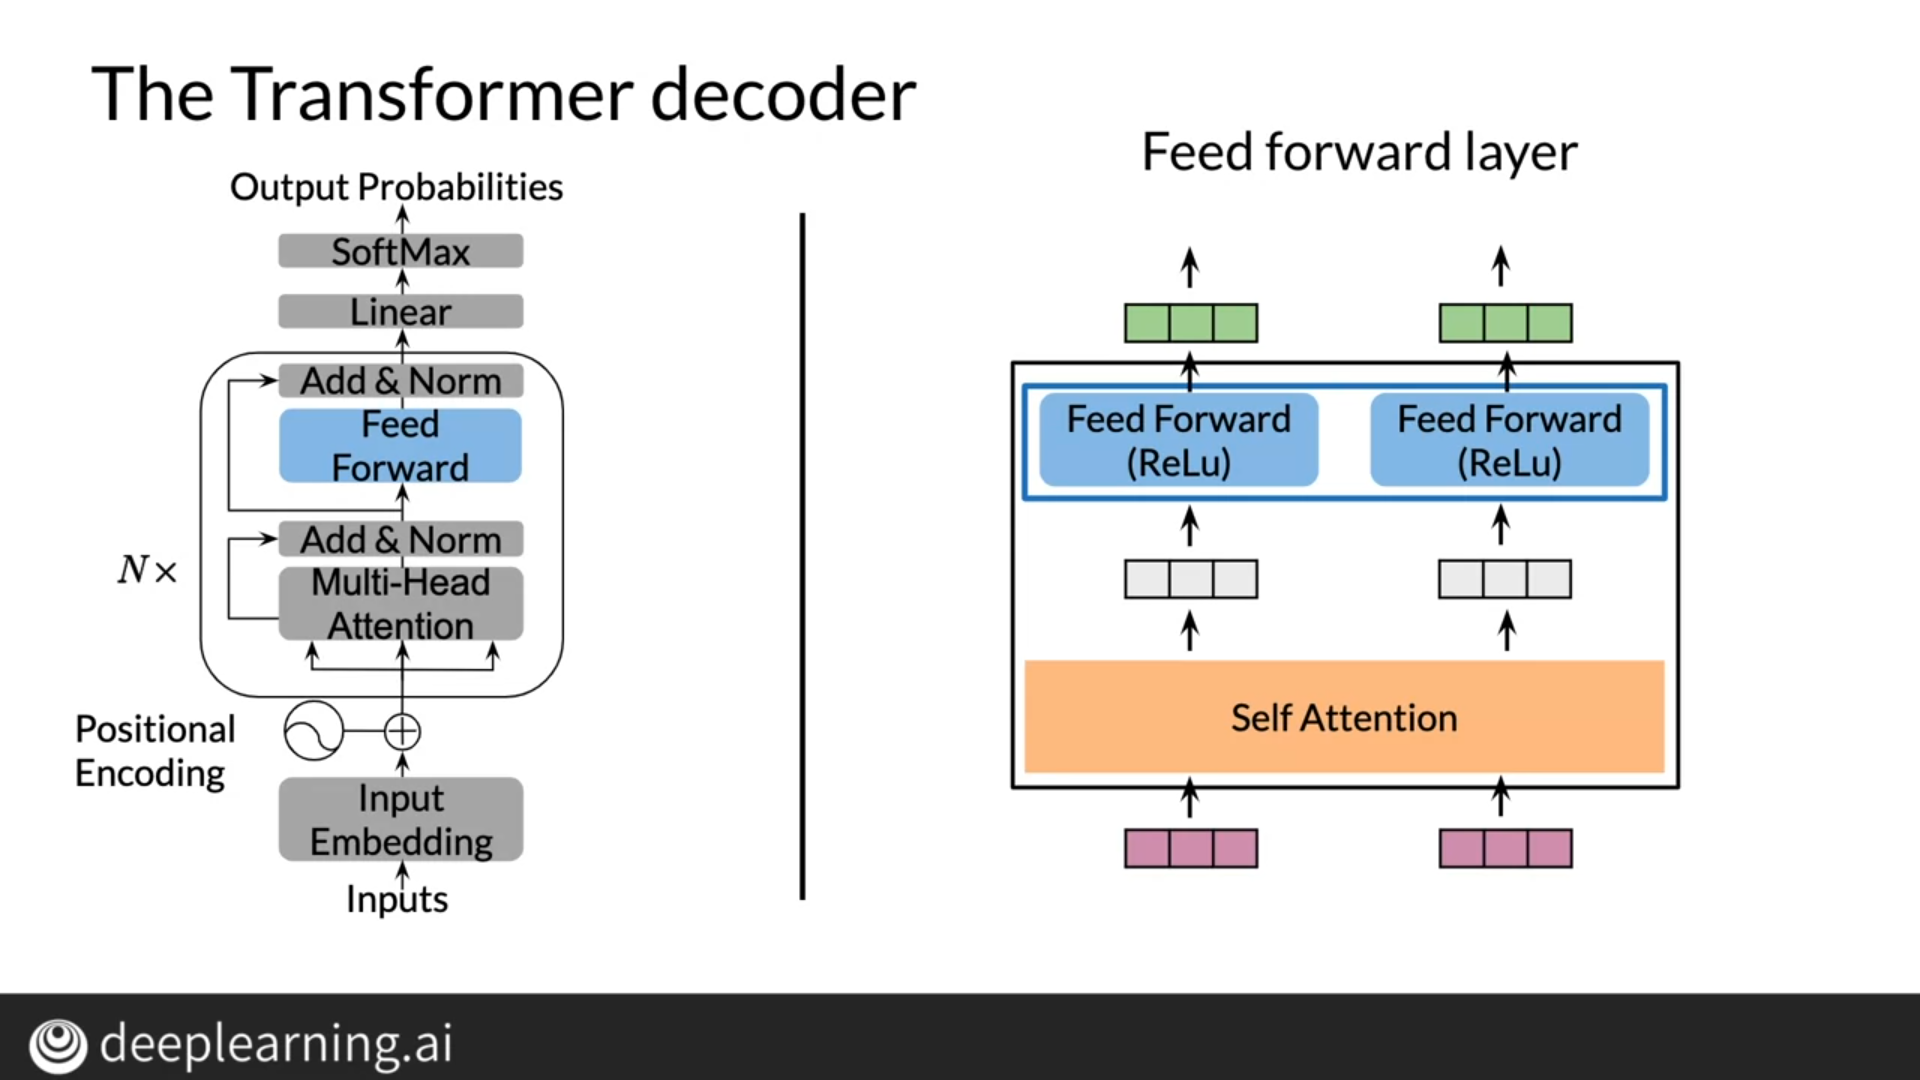 The Transformer decoder
Output Probabilities
SoftMax
Linear
Add & Norm
Feed
Forward
Add & Norm
N×
Multi-Head
Attention
Positional
Encoding
Input
Embedding
Inputs
Feed forward layer
Feed Forward
(ReLu)
Feed Forward
(ReLu)
Self Attention
deeplearning.ai